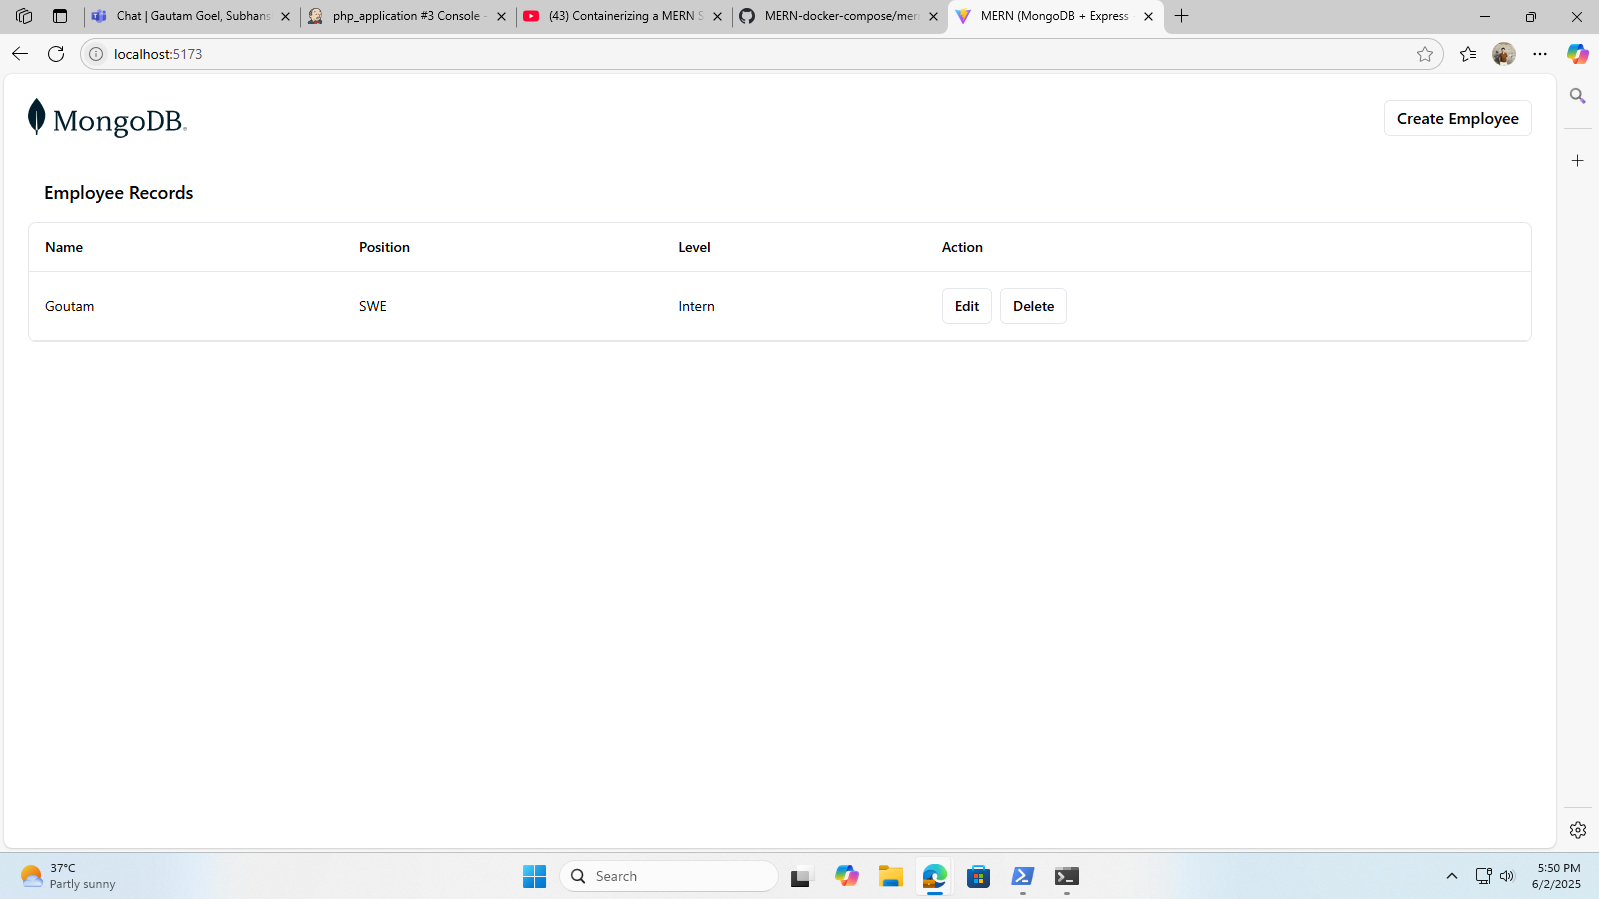 Chat | Gautam Goel, Subhans
php_application #3 Console -
(43) Containerizing a MERN S
MERN-docker-compose/mer
MERN (MongoDB + Express
localhost:5173
MongoDB.
Create Employee
Employee Records
Name Position Level Action
Goutam SWE Intern Edit Delete
37°C
Partly sunny
Search
5:50 PM
6/2/2025